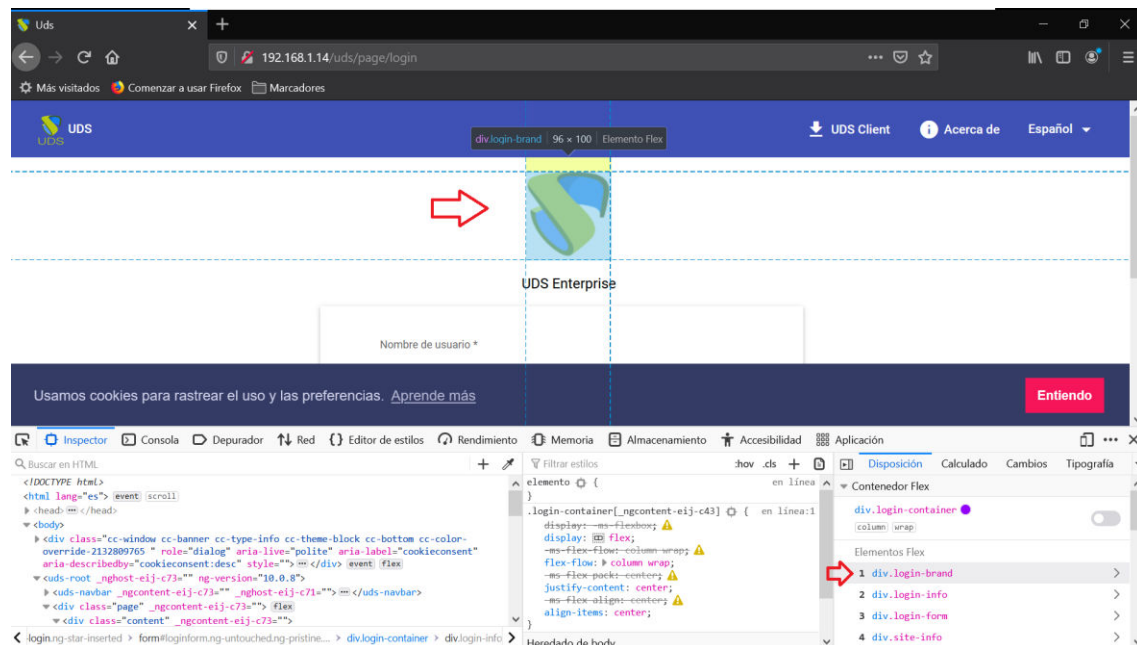 Uds
192.168.1.14/uds/page/login
Más visitados Comenzar a usar Firefox Marcadores
UDS
UDS
UDS Client
Acerca de
Español
div.login-brand 96 × 100 Elemento Flex
UDS Enterprise
Nombre de usuario *
Usamos cookies para rastrear el uso y las preferencias. Aprende más
Entiendo
Inspector Consola Depurador Red Editor de estilos Rendimiento Memoria Almacenamiento Accesibilidad Aplicación
Buscar en HTML
<!DOCTYPE html>
<html lang="es"> event scroll
<head> </head>
<body>
<div class="cc-window cc-banner cc-type-info cc-theme-block cc-bottom cc-color-
override-2132809765 " role="dialog" aria-live="polite" aria-label="cookieconsent"
aria-describedby="cookieconsent:desc" style=""> </div> event flex
<uds-root _nghost-eij-c73="" ng-version="10.0.8">
<uds-navbar _ngcontent-eij-c73="" _nghost-eij-c71=""> </uds-navbar>
<div class="page" _ngcontent-eij-c73=""> flex
<div class="content" _ngcontent-eij-c73="">
login.ng-star-inserted > form#loginform.ng-untouched.ng-pristine.... > div.login-container > div.login-info
Filtrar estilos
:hov .cls
elemento { en línea
}
.login-container[_ngcontent-eij-c43] { en línea:1
display: -ms-flexbox;
display: flex;
-ms-flex-flow: column wrap;
flex-flow: column wrap;
-ms-flex-pack: center;
justify-content: center;
-ms-flex-align: center;
align-items: center;
}
Heredado de body
Disposición Calculado Cambios Tipografía
Contenedor Flex
div.login-container
column wrap
Elementos Flex
1 div.login-brand
2 div.login-info
3 div.login-form
4 div.site-info